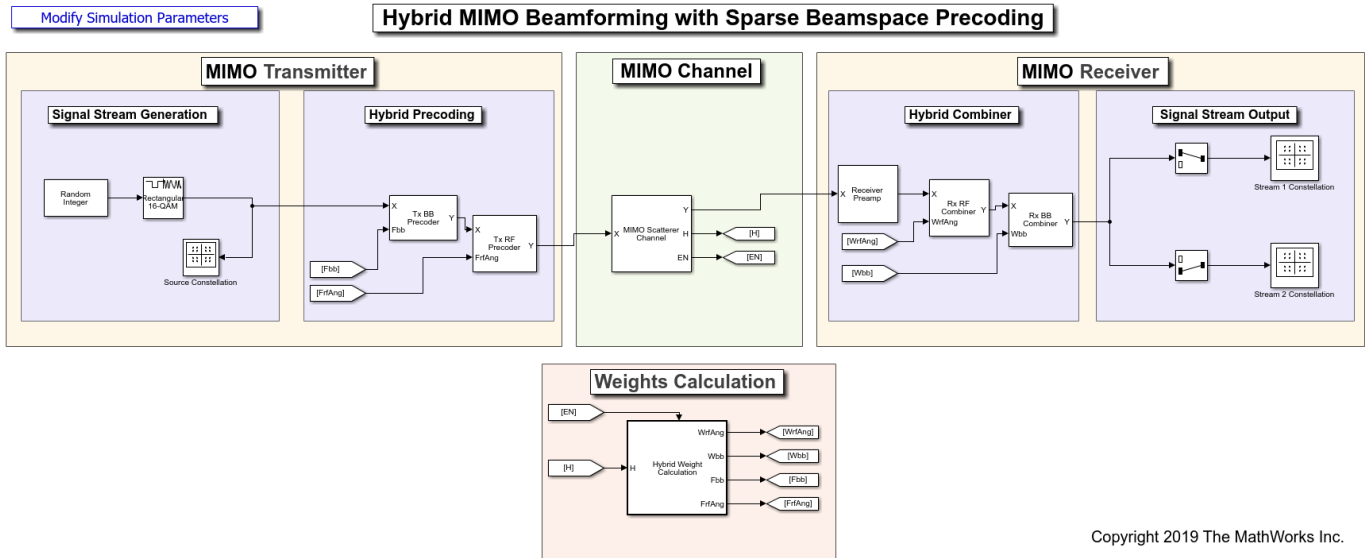 Modify Simulation Parameters
Hybrid MIMO Beamforming with Sparse Beamspace Precoding
MIMO Transmitter
Signal Stream Generation
Random
Integer
Rectangular
16-QAM
Source Constellation
Hybrid Precoding
X
Fbb
Tx BB
Precoder
Y
X
FrfAng
Tx RF
Precoder
Y
[Fbb]
[FrfAng]
MIMO Channel
X
MIMO Scatterer
Channel
Y
H
EN
[H]
[EN]
MIMO Receiver
Hybrid Combiner
X
Receiver
Preamp
X
WrfAng
Rx RF
Combiner
Y
X
Wbb
Rx BB
Combiner
Y
[WrfAng]
[Wbb]
Signal Stream Output
Stream 1 Constellation
Stream 2 Constellation
Weights Calculation
[EN]
[H]
H
Hybrid Weight
Calculation
WrfAng
Wbb
Fbb
FrfAng
[WrfAng]
[Wbb]
[Fbb]
[FrfAng]
Copyright 2019 The MathWorks Inc.